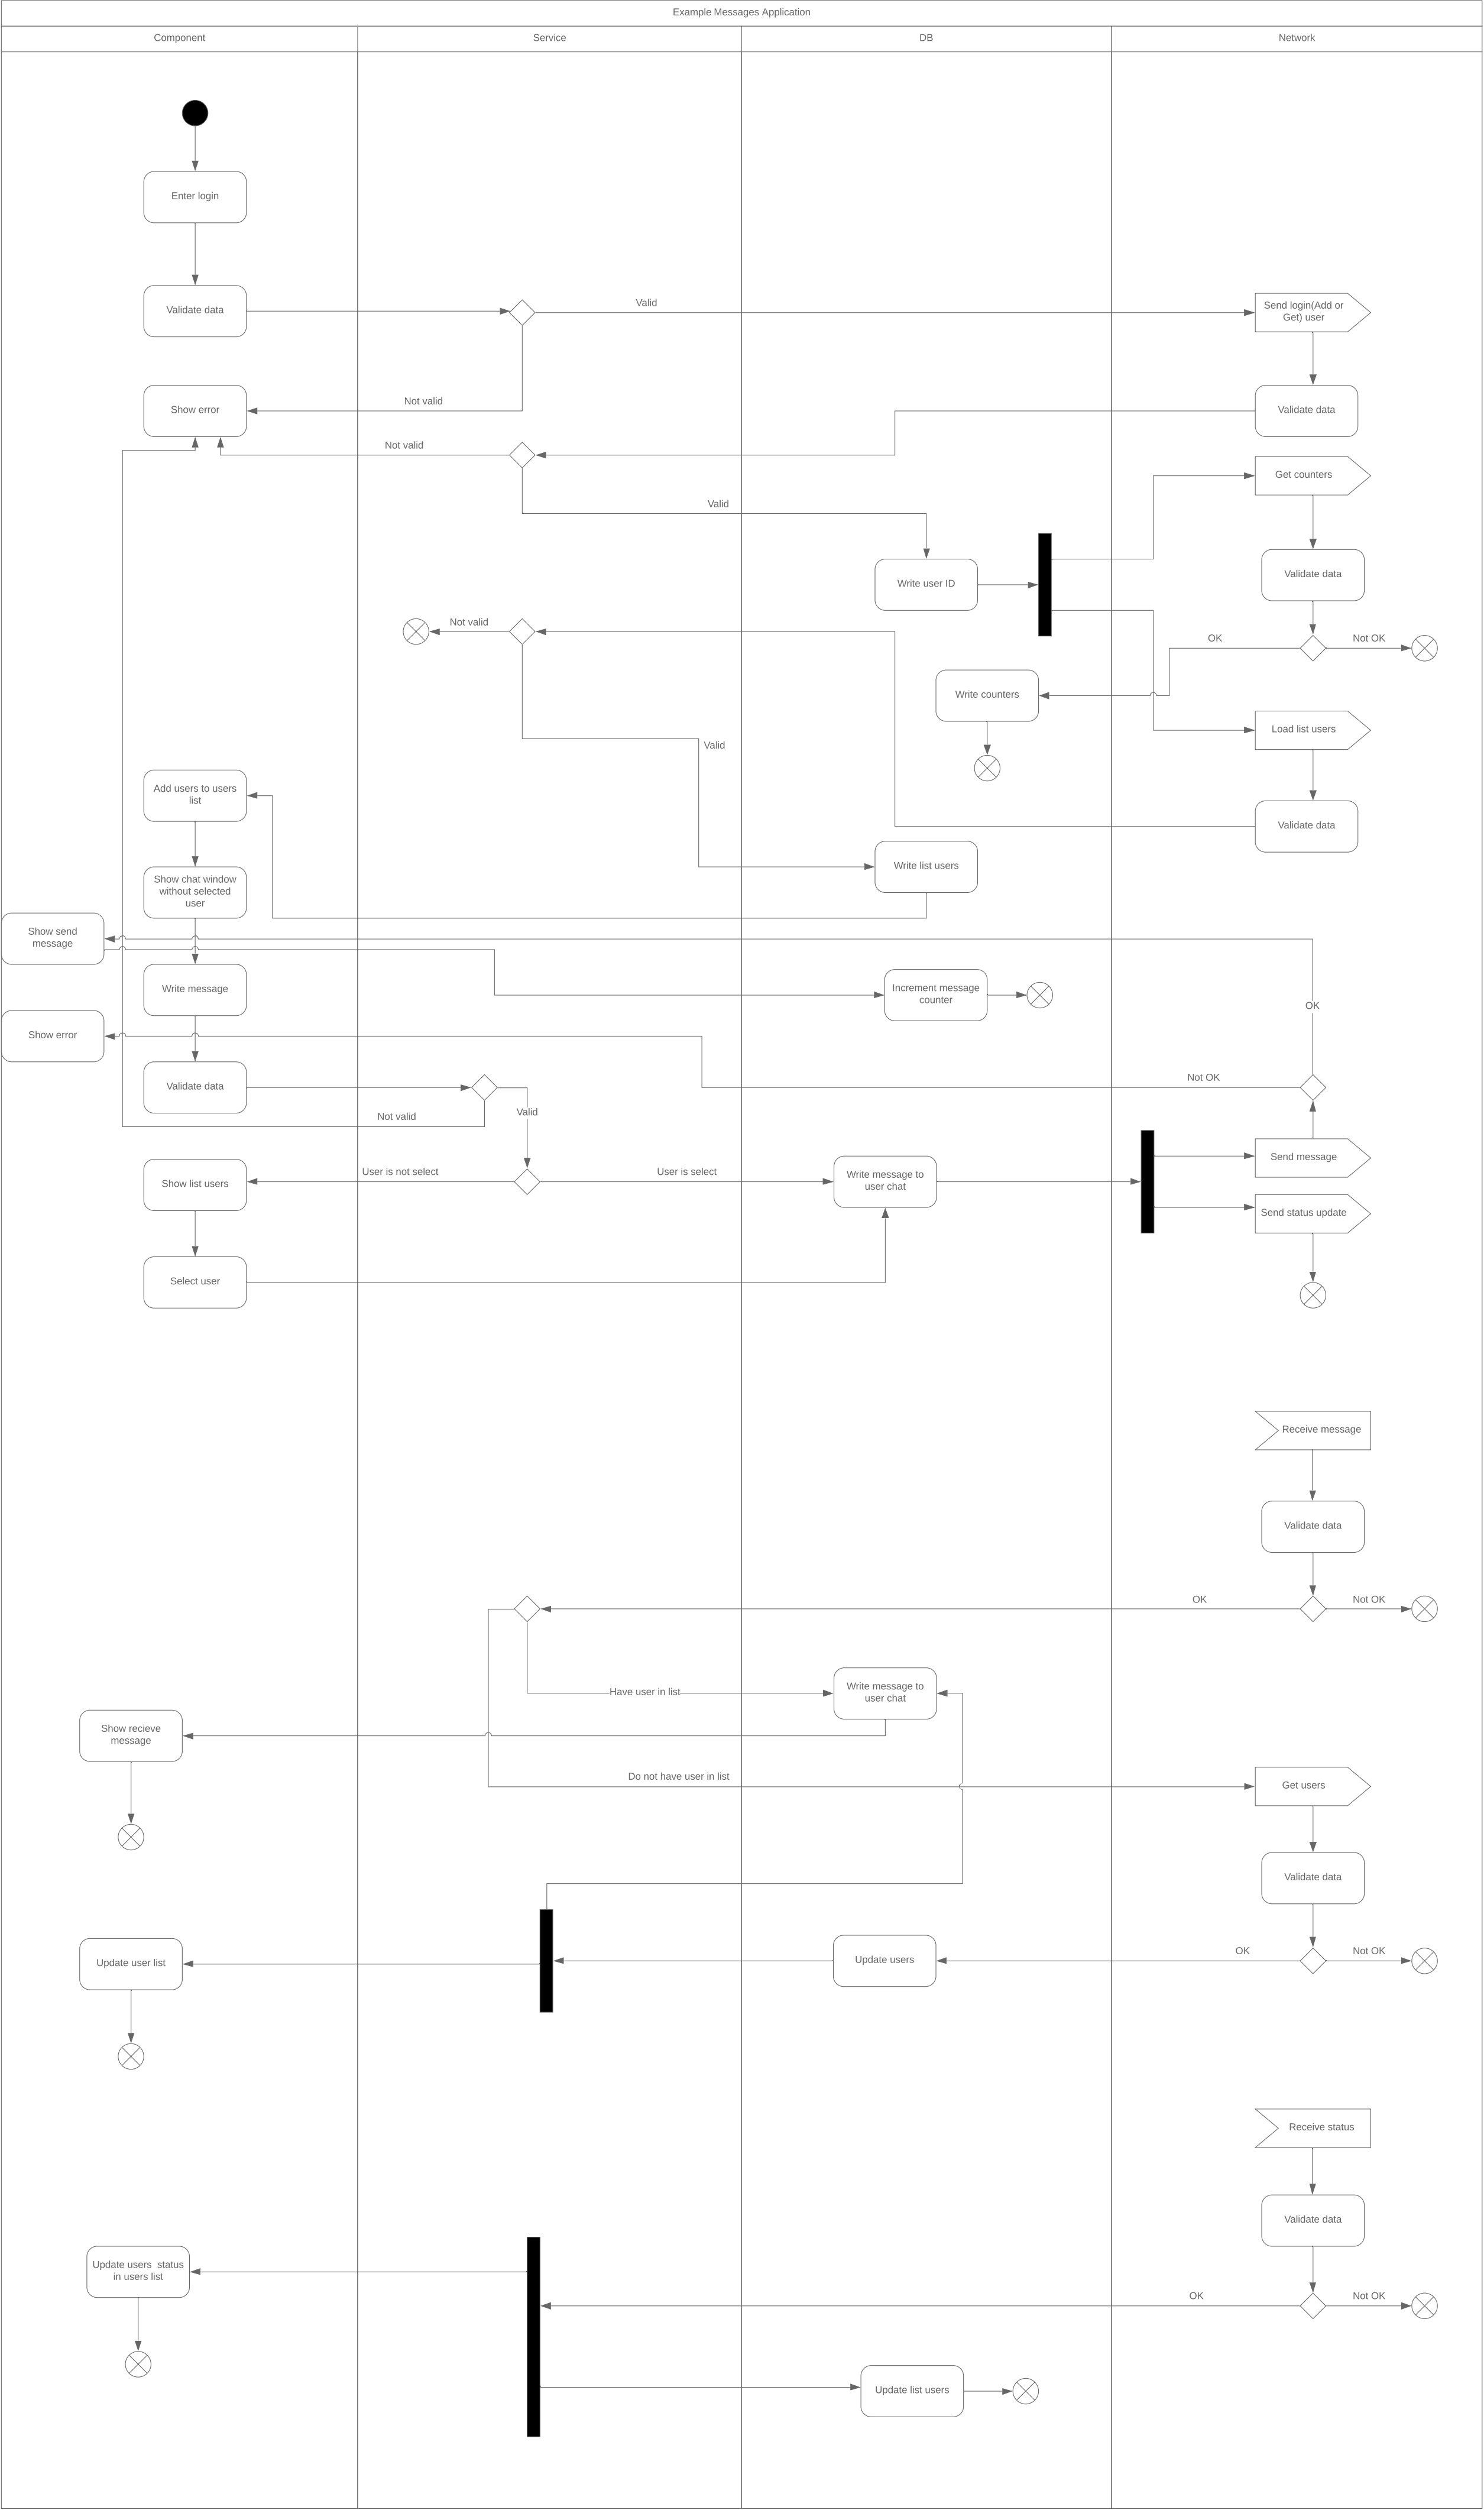 Example Messages Application
Component
Service
DB
Network
Enter login
Validate data
Valid
Send login(Add or
Get) user
Show error
Not valid
Validate data
Not valid
Get counters
Valid
Validate data
Write user ID
Not valid
OK
Not OK
Write counters
Load list users
Valid
Add users to users
list
Validate data
Write list users
Show chat window
without selected
user
Show send
message
Write message
Increment message
counter
OK
Show error
Validate data
Not OK
Valid
Not valid
Send message
User is not select
User is select
Write message to
user chat
Show list users
Send status update
Select user
Receive message
Validate data
OK
Not OK
Have user in list
Write message to
user chat
Show recieve
message
Do not have user in list
Get users
Validate data
Update user list
Update users
OK
Not OK
Receive status
Validate data
Update users  status
in users list
OK
Not OK
Update list users